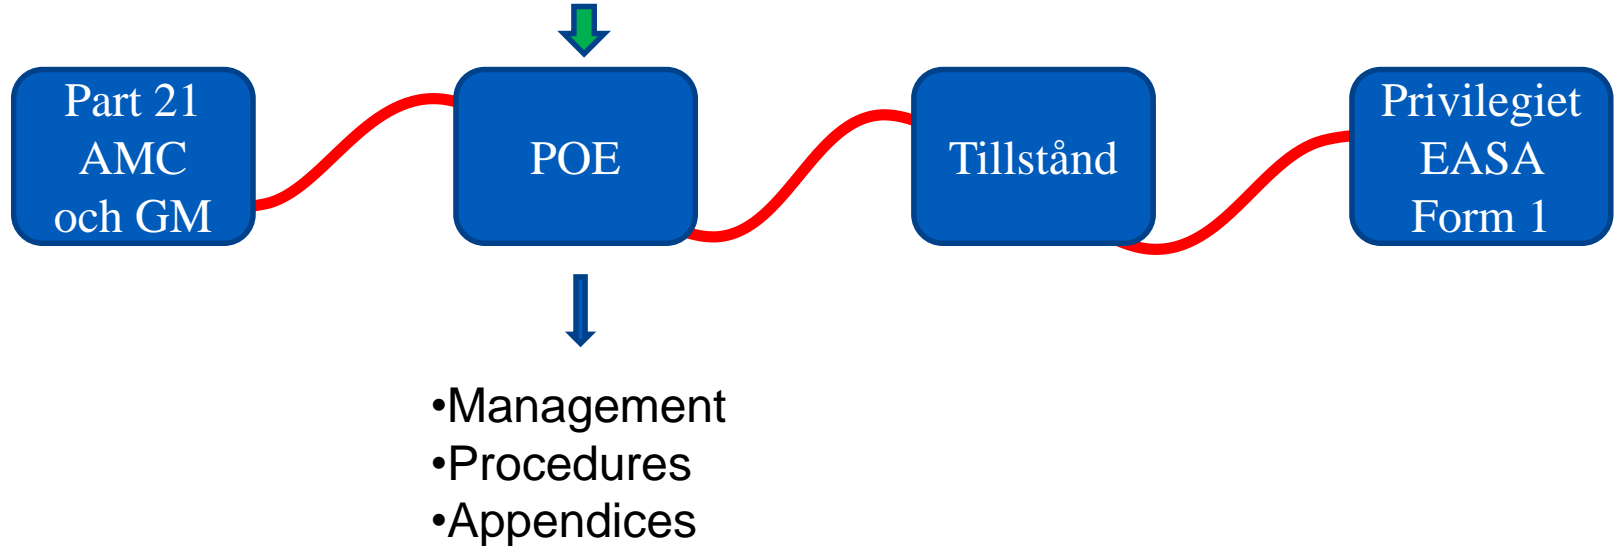 Part 21
AMC
och GM
POE
Tillstånd
Privilegiet
EASA
Form 1
•Management
•Procedures
•Appendices